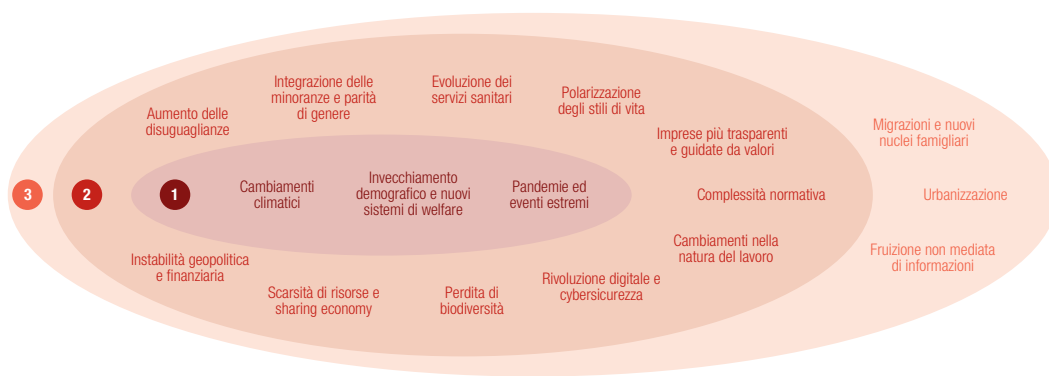 Integrazione delle
minoranze e parità
di genere
Evoluzione dei
servizi sanitari
Polarizzazione
degli stili di vita
Aumento delle
disuguaglianze
Imprese più trasparenti
e guidate da valori
Migrazioni e nuovi
nuclei famigliari
3
2
1
Cambiamenti
climatici
Invecchiamento
demografico e nuovi
sistemi di welfare
Pandemie ed
eventi estremi
Complessità normativa
Urbanizzazione
Instabilità geopolitica
e finanziaria
Scarsità di risorse e
sharing economy
Perdita di
biodiversità
Rivoluzione digitale e
cybersicurezza
Cambiamenti nella
natura del lavoro
Fruizione non mediata
di informazioni